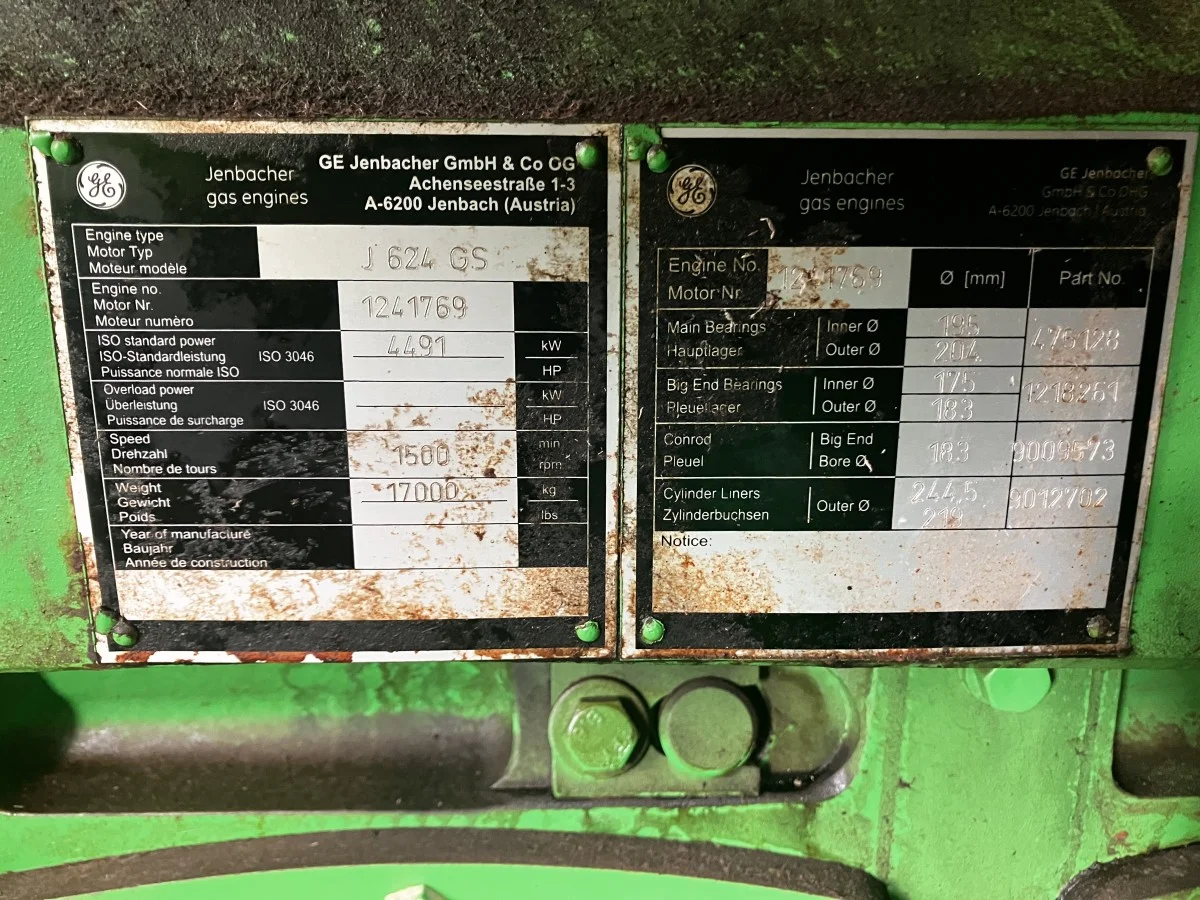 GE
Jenbacher
gas engines
GE Jenbacher GmbH & Co OG
Achenseestraße 1-3
A-6200 Jenbach (Austria)
Engine type
Motor Typ
Moteur modèle
J 624 GS
Engine no.
Motor Nr.
Moteur numèro
1241769
ISO standard power
ISO-Standardleistung ISO 3046
Puissance normale ISO
4491
kW
HP
Overload power
Überleistung ISO 3046
Puissance de surcharge
kW
HP
Speed
Drehzahl
Nombre de tours
1500
min
rpm
Weight
Gewicht
Poids
17000
kg
lbs
Year of manufacture
Baujahr
Année de construction
GE
Jenbacher
gas engines
GE Jenbacher
GmbH & Co OHG
A-6200 Jenbach / Austria
Engine No.
Motor Nr.
1241769
Ø [mm]
Part No.
Main Bearings
Hauptlager
Inner Ø
Outer Ø
195
204
475128
Big End Bearings
Pleuellager
Inner Ø
Outer Ø
175
183
1218261
Conrod
Pleuel
Big End
Bore Ø
183
9009573
Cylinder Liners
Zylinderbuchsen
Outer Ø
244,5
219
9012702
Notice: